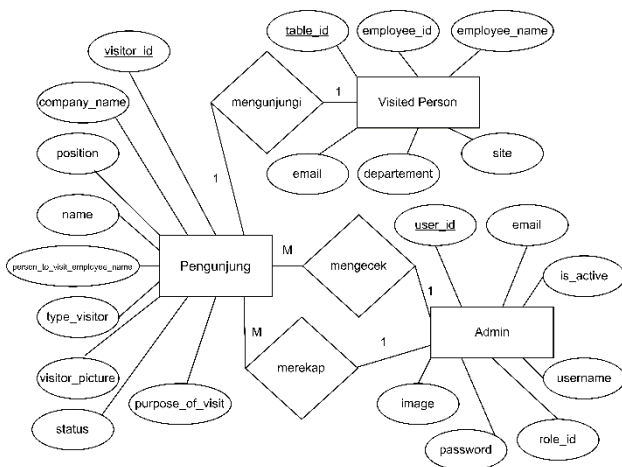 table_id
employee_id
employee_name
visitor_id
company_name
mengunjungi
1
Visited Person
position
1
email
departement
site
name
user_id
email
M
person_to_visit_employee_name
Pengunjung
mengecek
is_active
1
type_visitor
M
Admin
1
merekap
visitor_picture
username
purpose_of_visit
image
status
role_id
password